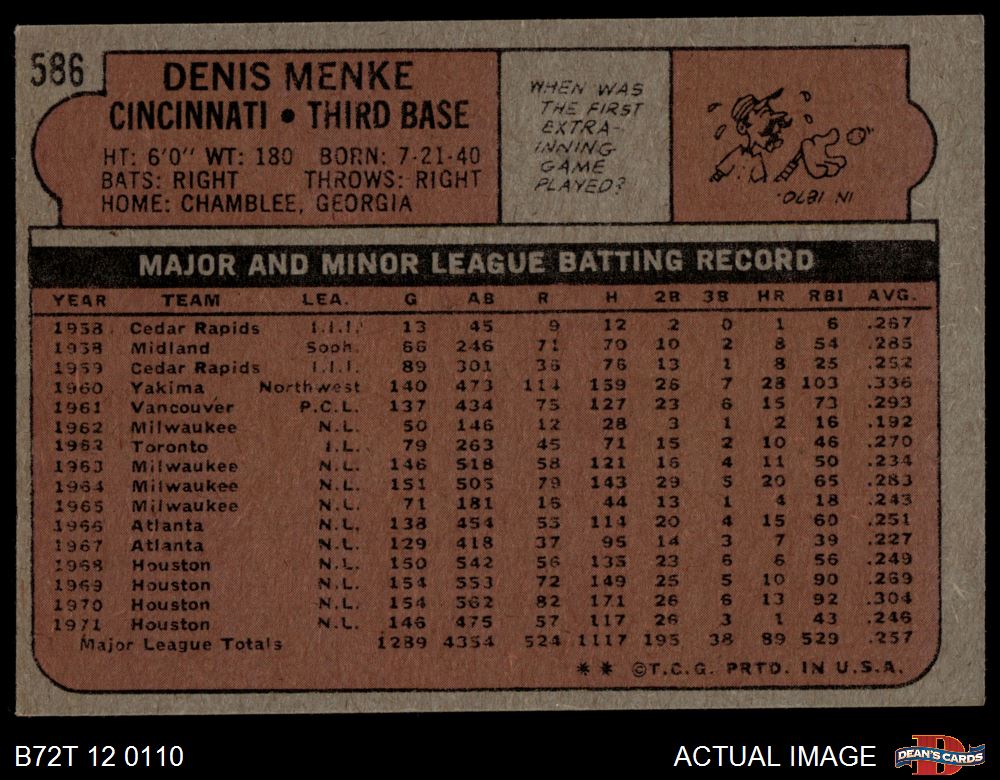 586
DENIS MENKE
CINCINNATI • THIRD BASE
HT: 6'0" WT: 180 BORN: 7-21-40
BATS: RIGHT THROWS: RIGHT
HOME: CHAMBLEE, GEORGIA
WHEN WAS
THE FIRST
EXTRA-
INNING
GAME
PLAYED?
IN 1870.
MAJOR AND MINOR LEAGUE BATTING RECORD
YEAR TEAM LEA. G AB R H 2B 3B HR RBI AVG.
1958 Cedar Rapids I.I.I. 13 45 9 12 2 0 1 6 .267
1958 Midland Soph. 66 246 71 70 10 2 8 54 .285
1959 Cedar Rapids I.I.I. 89 301 36 76 13 1 8 25 .252
1960 Yakima Northwest 140 473 114 159 26 7 28 103 .336
1961 Vancouver P.C.L. 137 434 75 127 23 6 15 73 .293
1962 Milwaukee N.L. 50 146 12 28 3 1 2 16 .192
1962 Toronto I.L. 79 263 45 71 15 2 10 46 .270
1963 Milwaukee N.L. 146 518 58 121 16 4 11 50 .234
1964 Milwaukee N.L. 151 505 79 143 29 5 20 65 .283
1965 Milwaukee N.L. 71 181 16 44 13 1 4 18 .243
1966 Atlanta N.L. 138 454 55 114 20 4 15 60 .251
1967 Atlanta N.L. 129 418 37 95 14 3 7 39 .227
1968 Houston N.L. 150 542 56 135 23 6 6 56 .249
1969 Houston N.L. 154 553 72 149 25 5 10 90 .269
1970 Houston N.L. 154 562 82 171 26 6 13 92 .304
1971 Houston N.L. 146 475 57 117 26 3 1 43 .246
Major League Totals 1289 4354 524 1117 195 38 89 529 .257
* * ©T.C.G. PRTD. IN U.S.A.
B72T 12 0110
ACTUAL IMAGE
D
DEAN'S CARDS